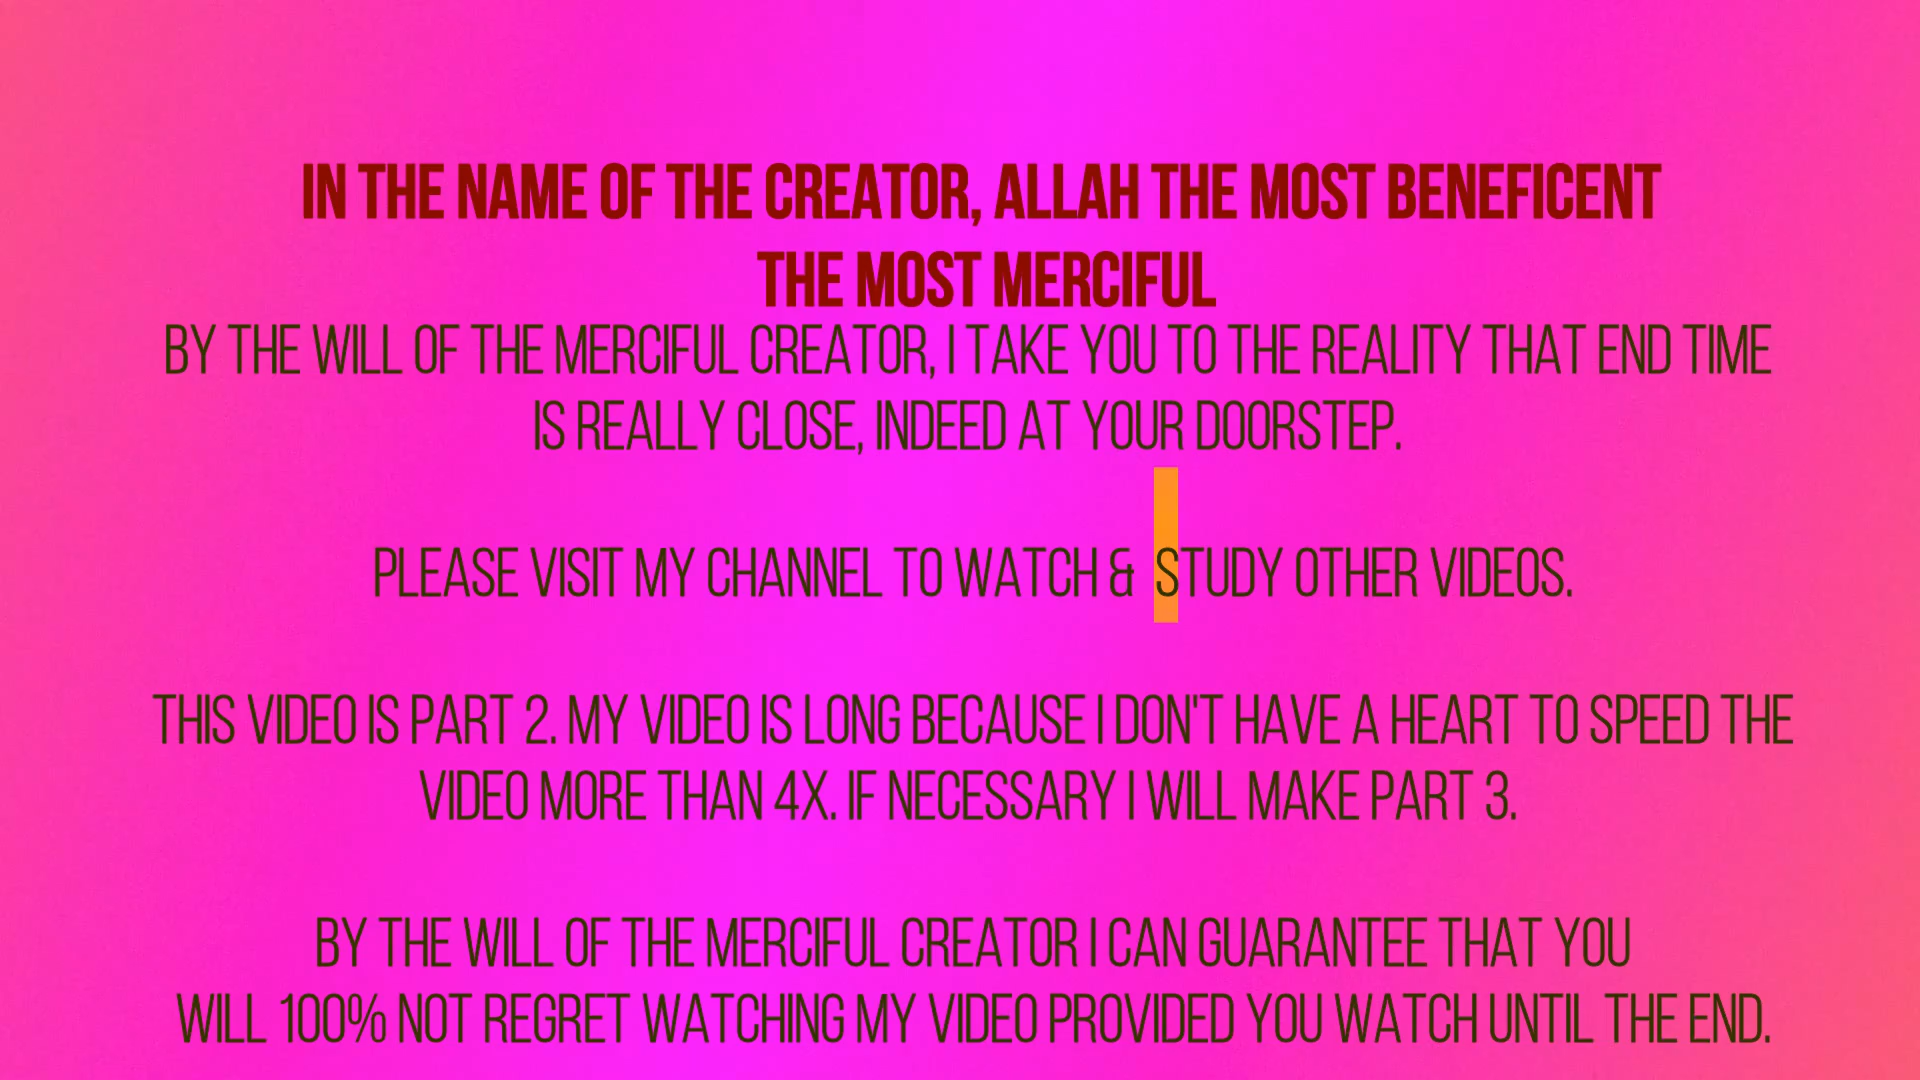 IN THE NAME OF THE CREATOR, ALLAH THE MOST BENEFICENT
THE MOST MERCIFUL
BY THE WILL OF THE MERCIFUL CREATOR, I TAKE YOU TO THE REALITY THAT END TIME
IS REALLY CLOSE, INDEED AT YOUR DOORSTEP.
PLEASE VISIT MY CHANNEL TO WATCH & STUDY OTHER VIDEOS.
THIS VIDEO IS PART 2. MY VIDEO IS LONG BECAUSE I DON'T HAVE A HEART TO SPEED THE
VIDEO MORE THAN 4X. IF NECESSARY I WILL MAKE PART 3.
BY THE WILL OF THE MERCIFUL CREATOR I CAN GUARANTEE THAT YOU
WILL 100% NOT REGRET WATCHING MY VIDEO PROVIDED YOU WATCH UNTIL THE END.